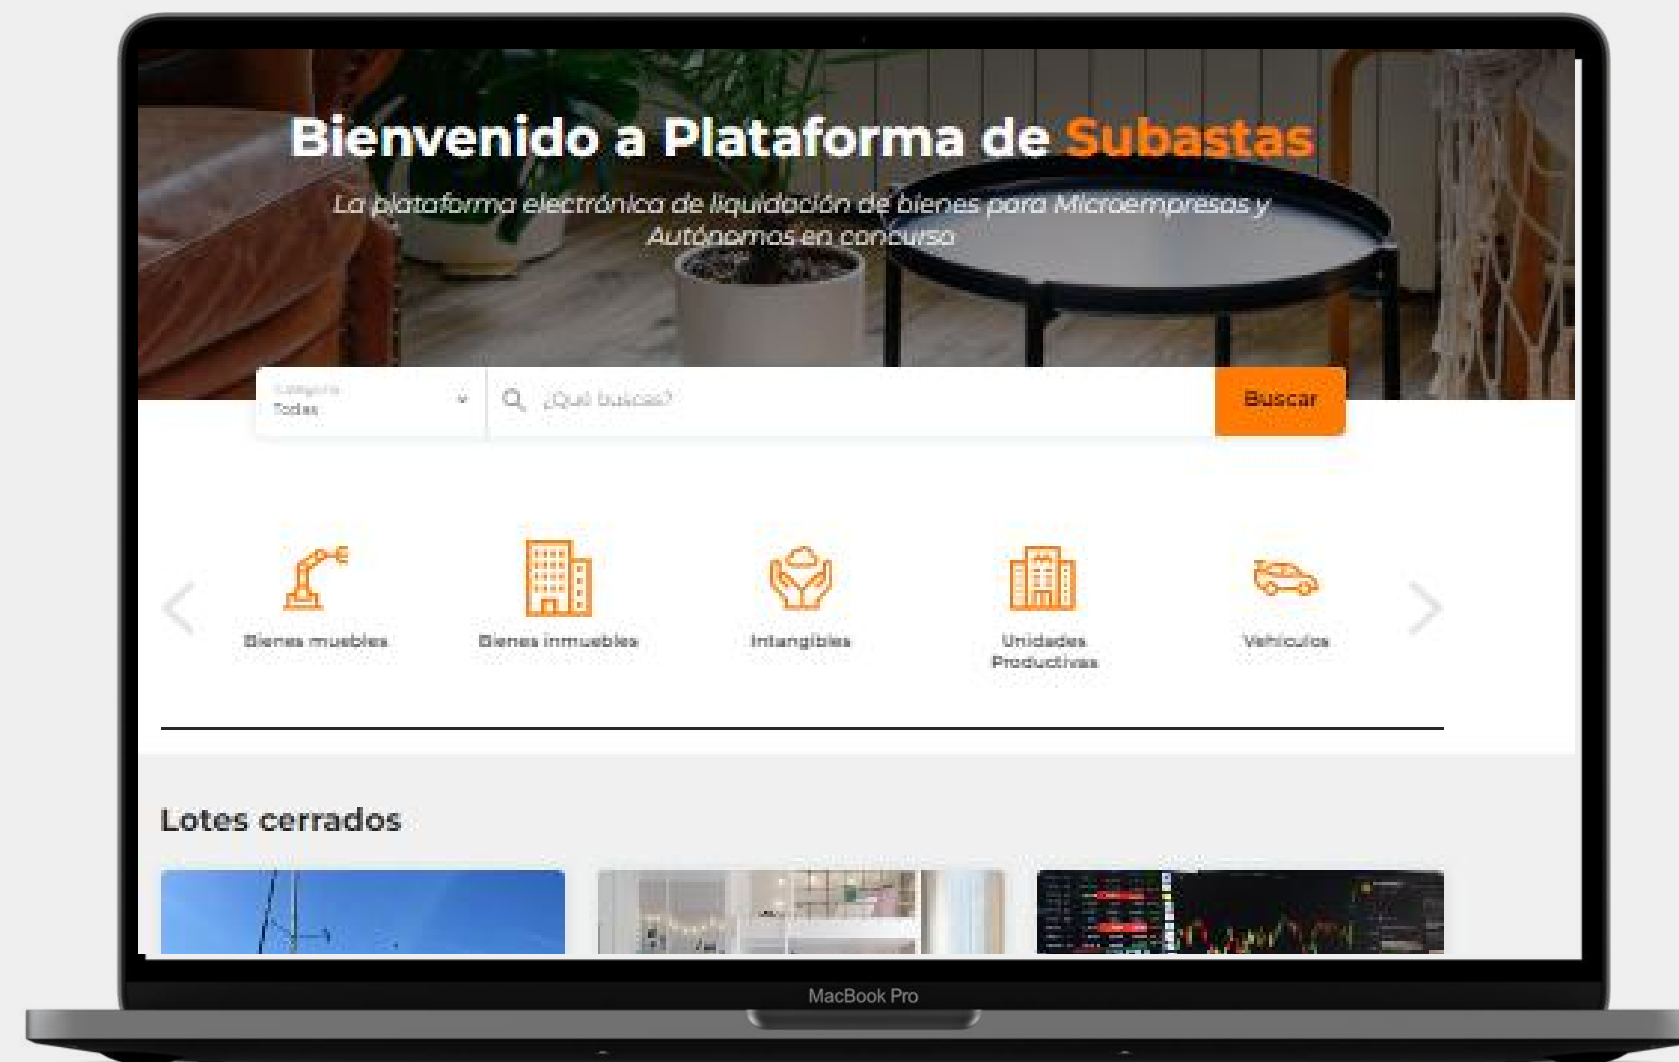 Bienvenido a Plataforma de Subastas
La plataforma electrónica de liquidación de bienes para Microempresas y
Autónomos en concurso
Categoría
Todas
¿Qué buscas?
Buscar
Bienes muebles
Bienes inmuebles
Intangibles
Unidades
Productivas
Vehículos
Lotes cerrados
MacBook Pro